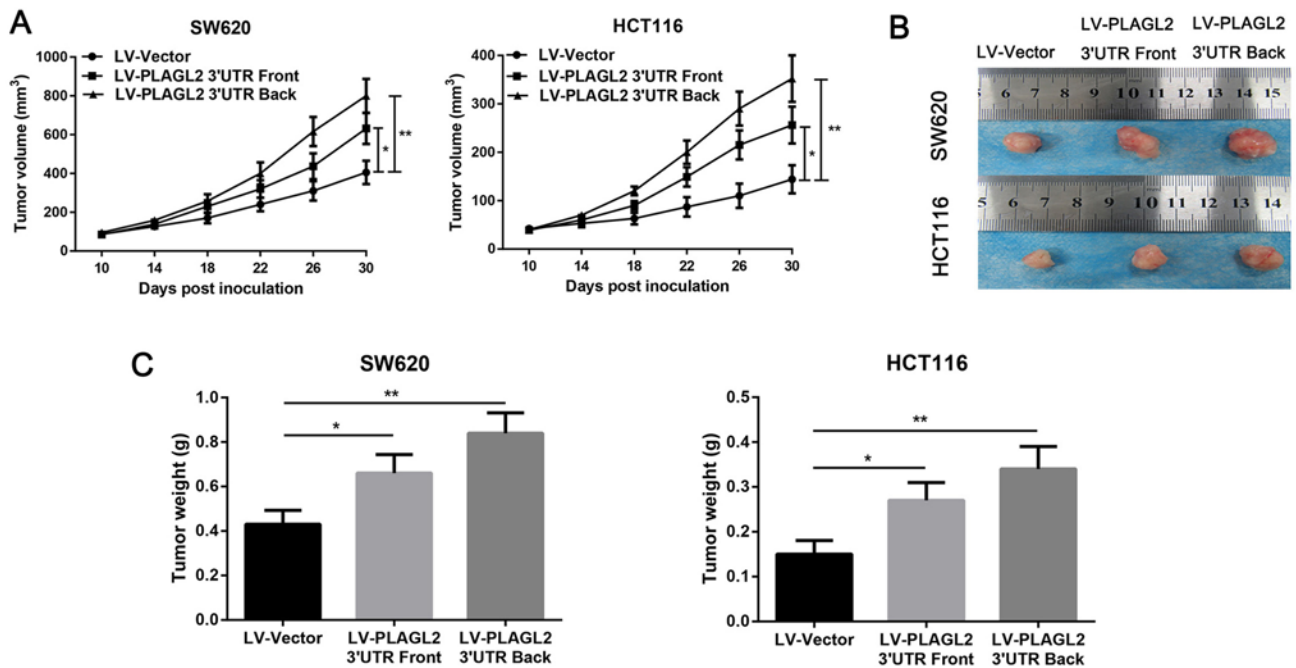 A
SW620
LV-Vector
LV-PLAGL2 3'UTR Front
LV-PLAGL2 3'UTR Back
Tumor volume (mm³)
1000
800
600
400
200
0
**
*
10 14 18 22 26 30
Days post inoculation
HCT116
LV-Vector
LV-PLAGL2 3'UTR Front
LV-PLAGL2 3'UTR Back
Tumor volume (mm³)
400
300
200
100
0
**
*
10 14 18 22 26 30
Days post inoculation
B
LV-Vector
LV-PLAGL2
3'UTR Front
LV-PLAGL2
3'UTR Back
SW620
6 7 8 9 10 11 12 13 14 15
HCT116
5 6 7 8 9 10 11 12 13 14
C
SW620
Tumor weight (g)
1.0
0.8
0.6
0.4
0.2
0.0
**
*
LV-Vector
LV-PLAGL2
3'UTR Front
LV-PLAGL2
3'UTR Back
HCT116
Tumor weight (g)
0.5
0.4
0.3
0.2
0.1
0.0
**
*
LV-Vector
LV-PLAGL2
3'UTR Front
LV-PLAGL2
3'UTR Back